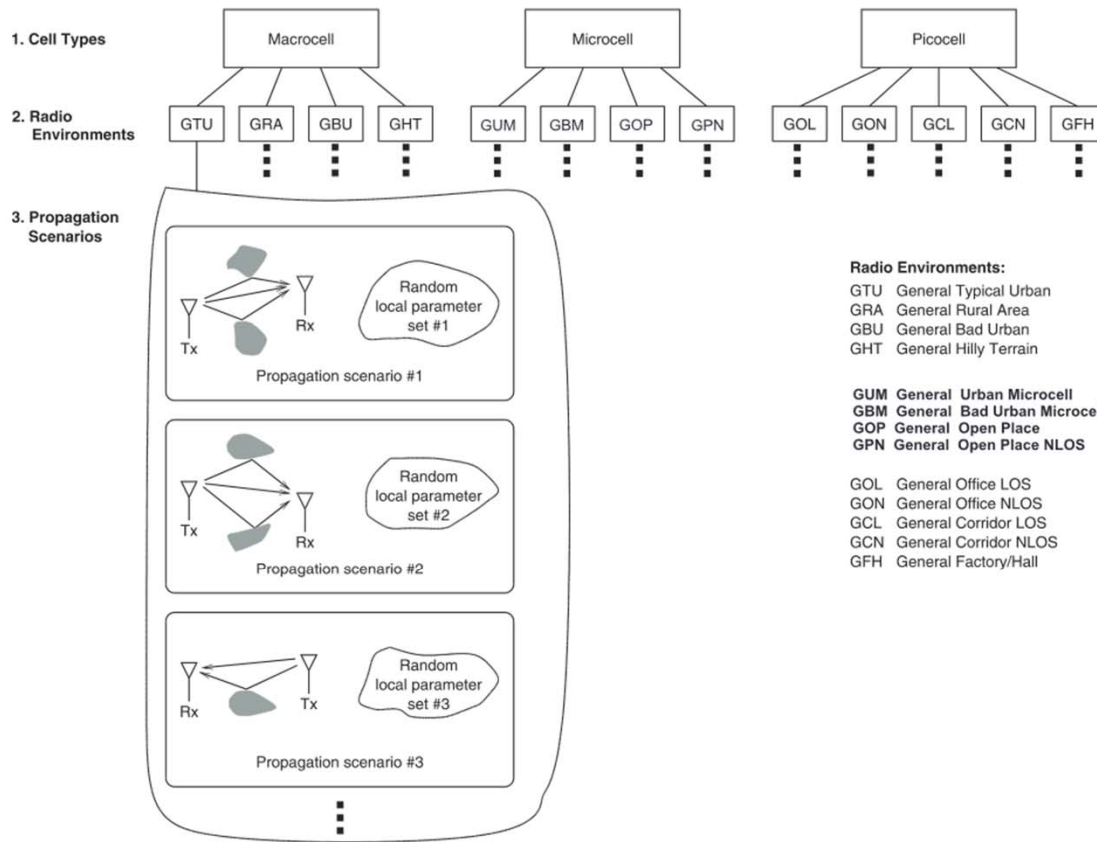 1. Cell Types
Macrocell
Microcell
Picocell
2. Radio
Environments
GTU
GRA
GBU
GHT
GUM
GBM
GOP
GPN
GOL
GON
GCL
GCN
GFH
3. Propagation
Scenarios
Tx
Rx
Random
local parameter
set #1
Propagation scenario #1
Tx
Rx
Random
local parameter
set #2
Propagation scenario #2
Rx
Tx
Random
local parameter
set #3
Propagation scenario #3
Radio Environments:
GTU General Typical Urban
GRA General Rural Area
GBU General Bad Urban
GHT General Hilly Terrain
GUM General Urban Microcell
GBM General Bad Urban Microce
GOP General Open Place
GPN General Open Place NLOS
GOL General Office LOS
GON General Office NLOS
GCL General Corridor LOS
GCN General Corridor NLOS
GFH General Factory/Hall